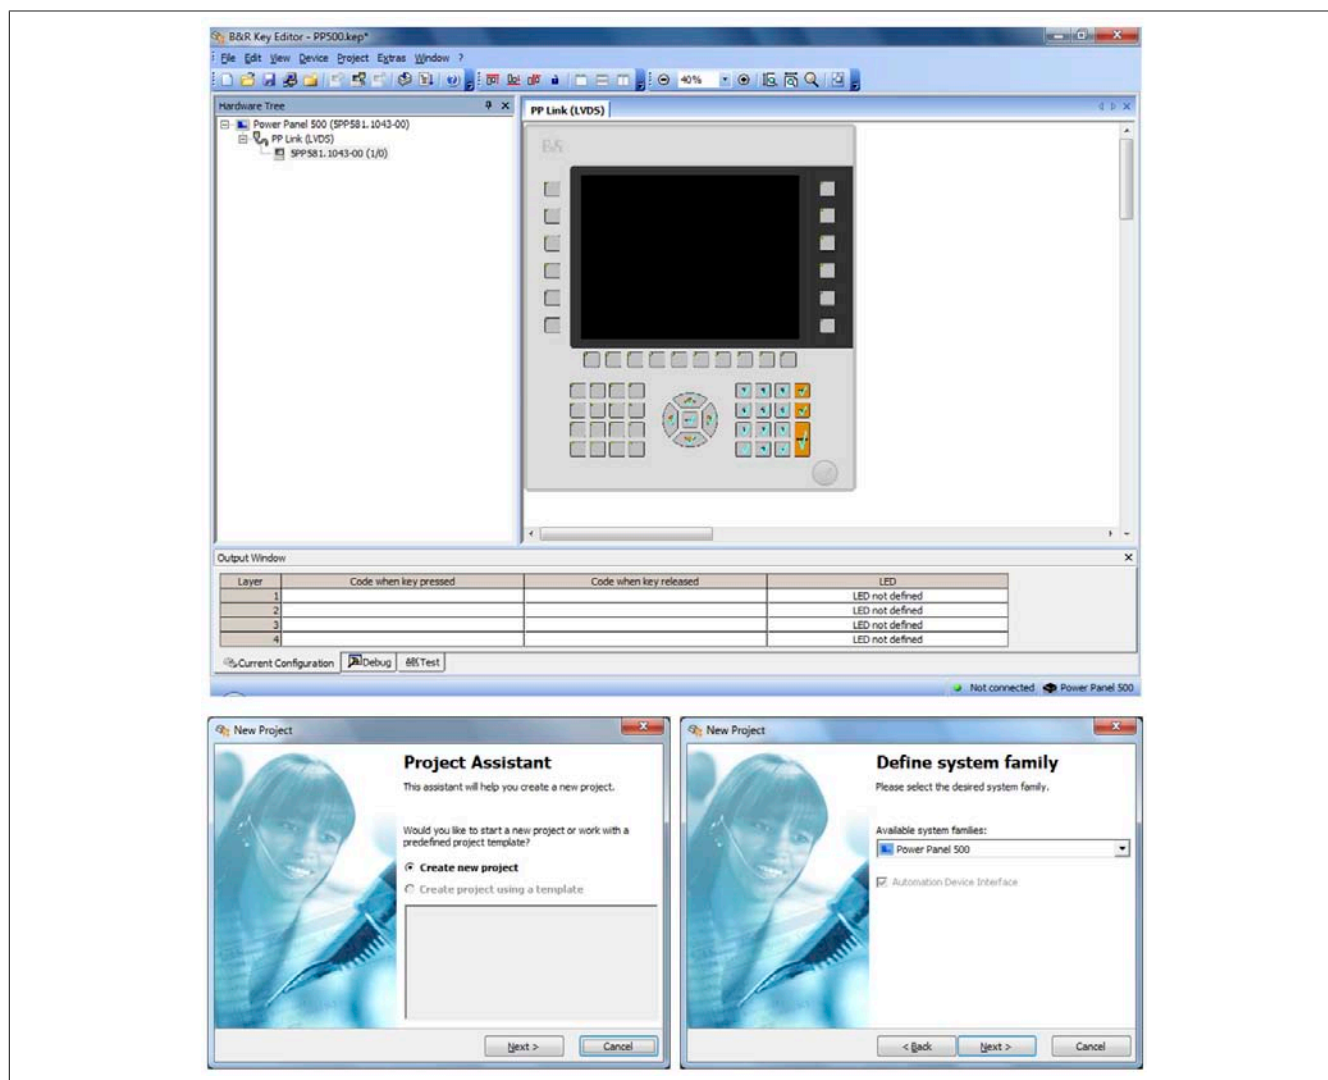 B&R Key Editor - PP500.kep*
File Edit View Device Project Extras Window ?
40%
Hardware Tree
Power Panel 500 (5PP581.1043-00)
PP Link (LVDS)
5PP581.1043-00 (1/0)
PP Link (LVDS)
B&R
Output Window
Layer Code when key pressed Code when key released LED
1 LED not defined
2 LED not defined
3 LED not defined
4 LED not defined
Current Configuration Debug Test
Not connected Power Panel 500
New Project
Project Assistant
This assistant will help you create a new project.
Would you like to start a new project or work with a
predefined project template?
Create new project
Create project using a template
Next > Cancel
New Project
Define system family
Please select the desired system family.
Available system families:
Power Panel 500
Automation Device Interface
< Back Next > Cancel